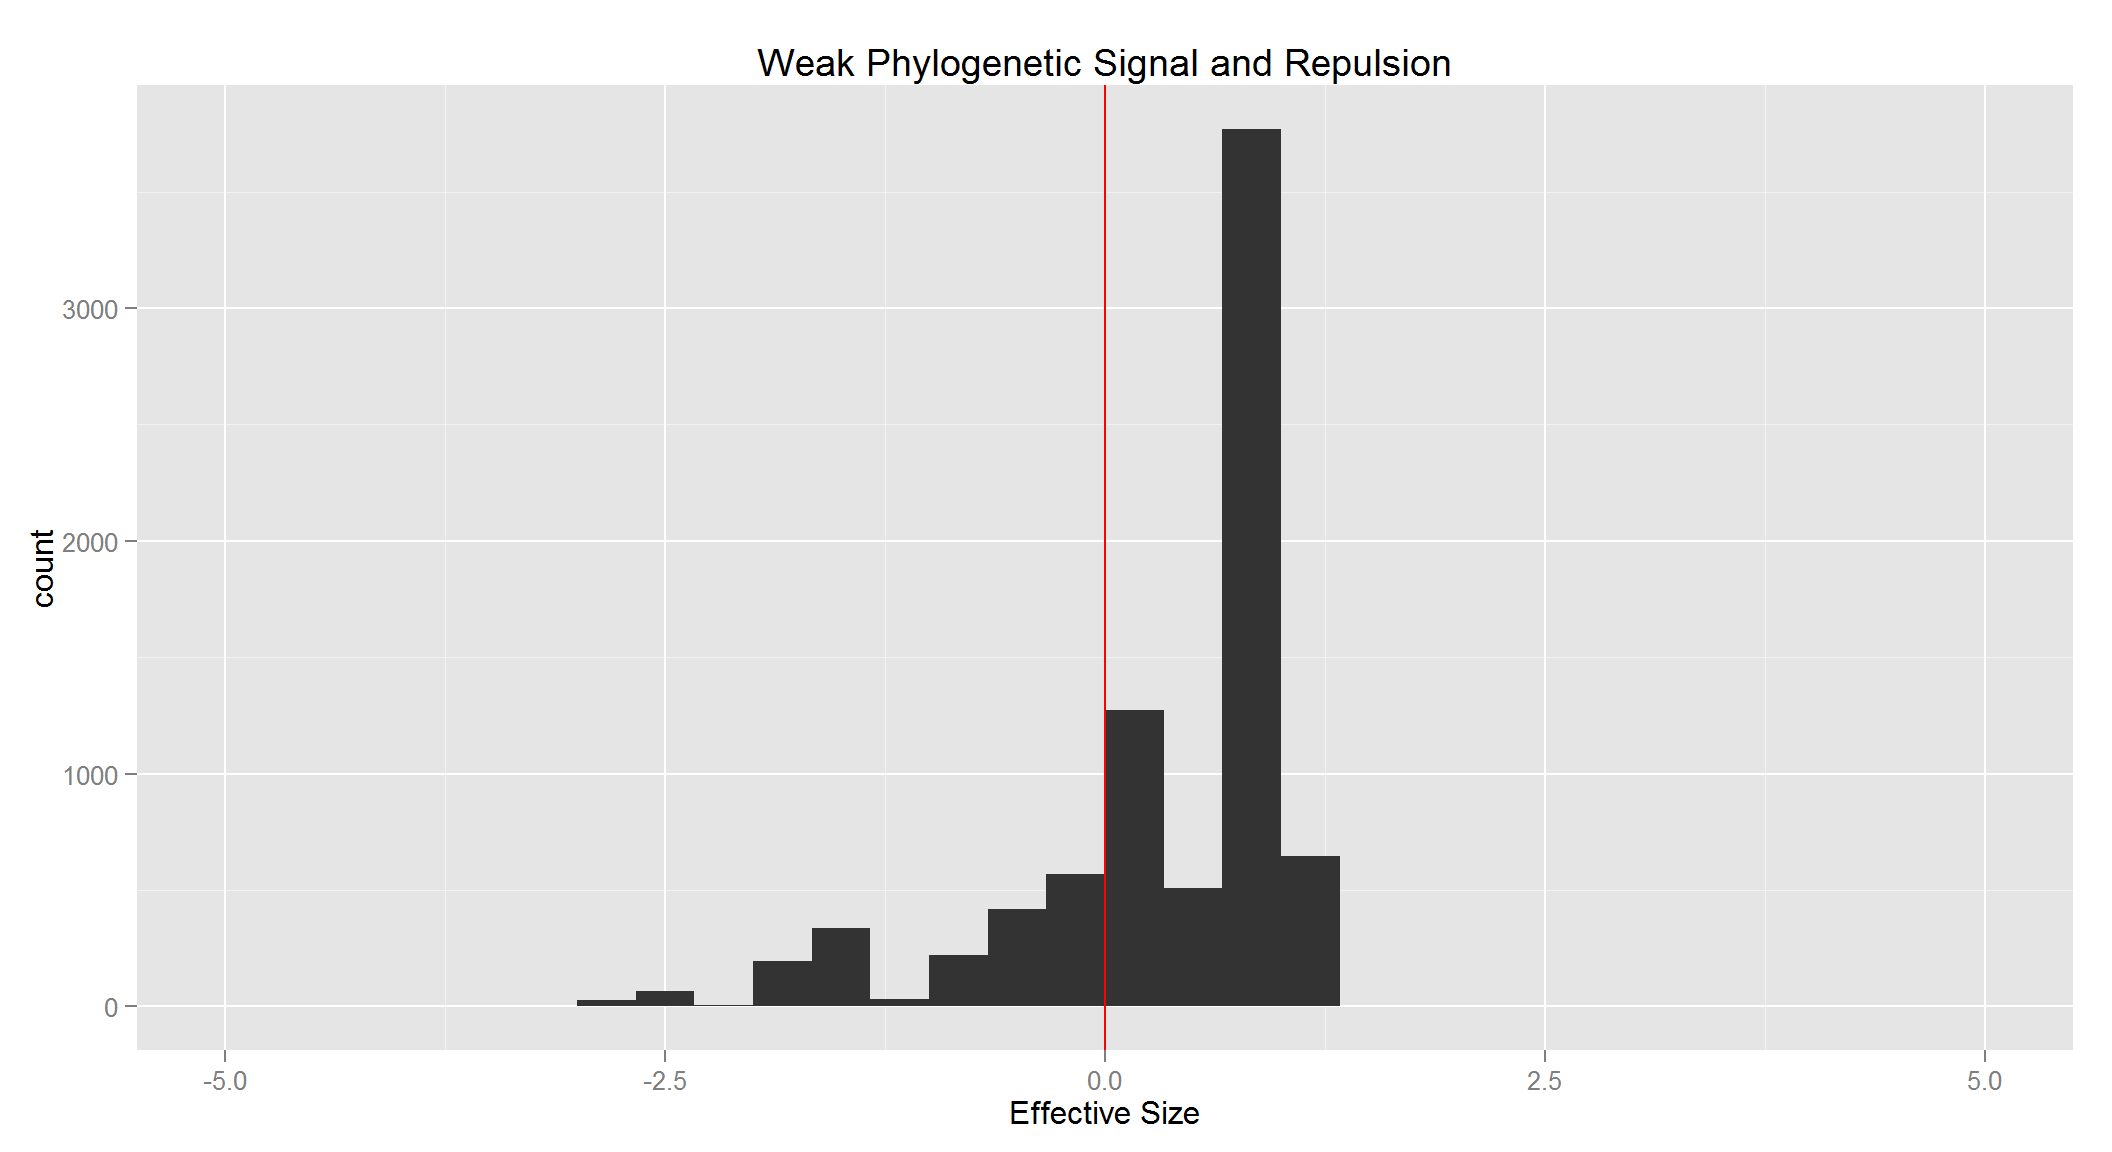 Weak Phylogenetic Signal and Repulsion
count
3000
2000
1000
0
-5.0 -2.5 0.0 2.5 5.0
Effective Size